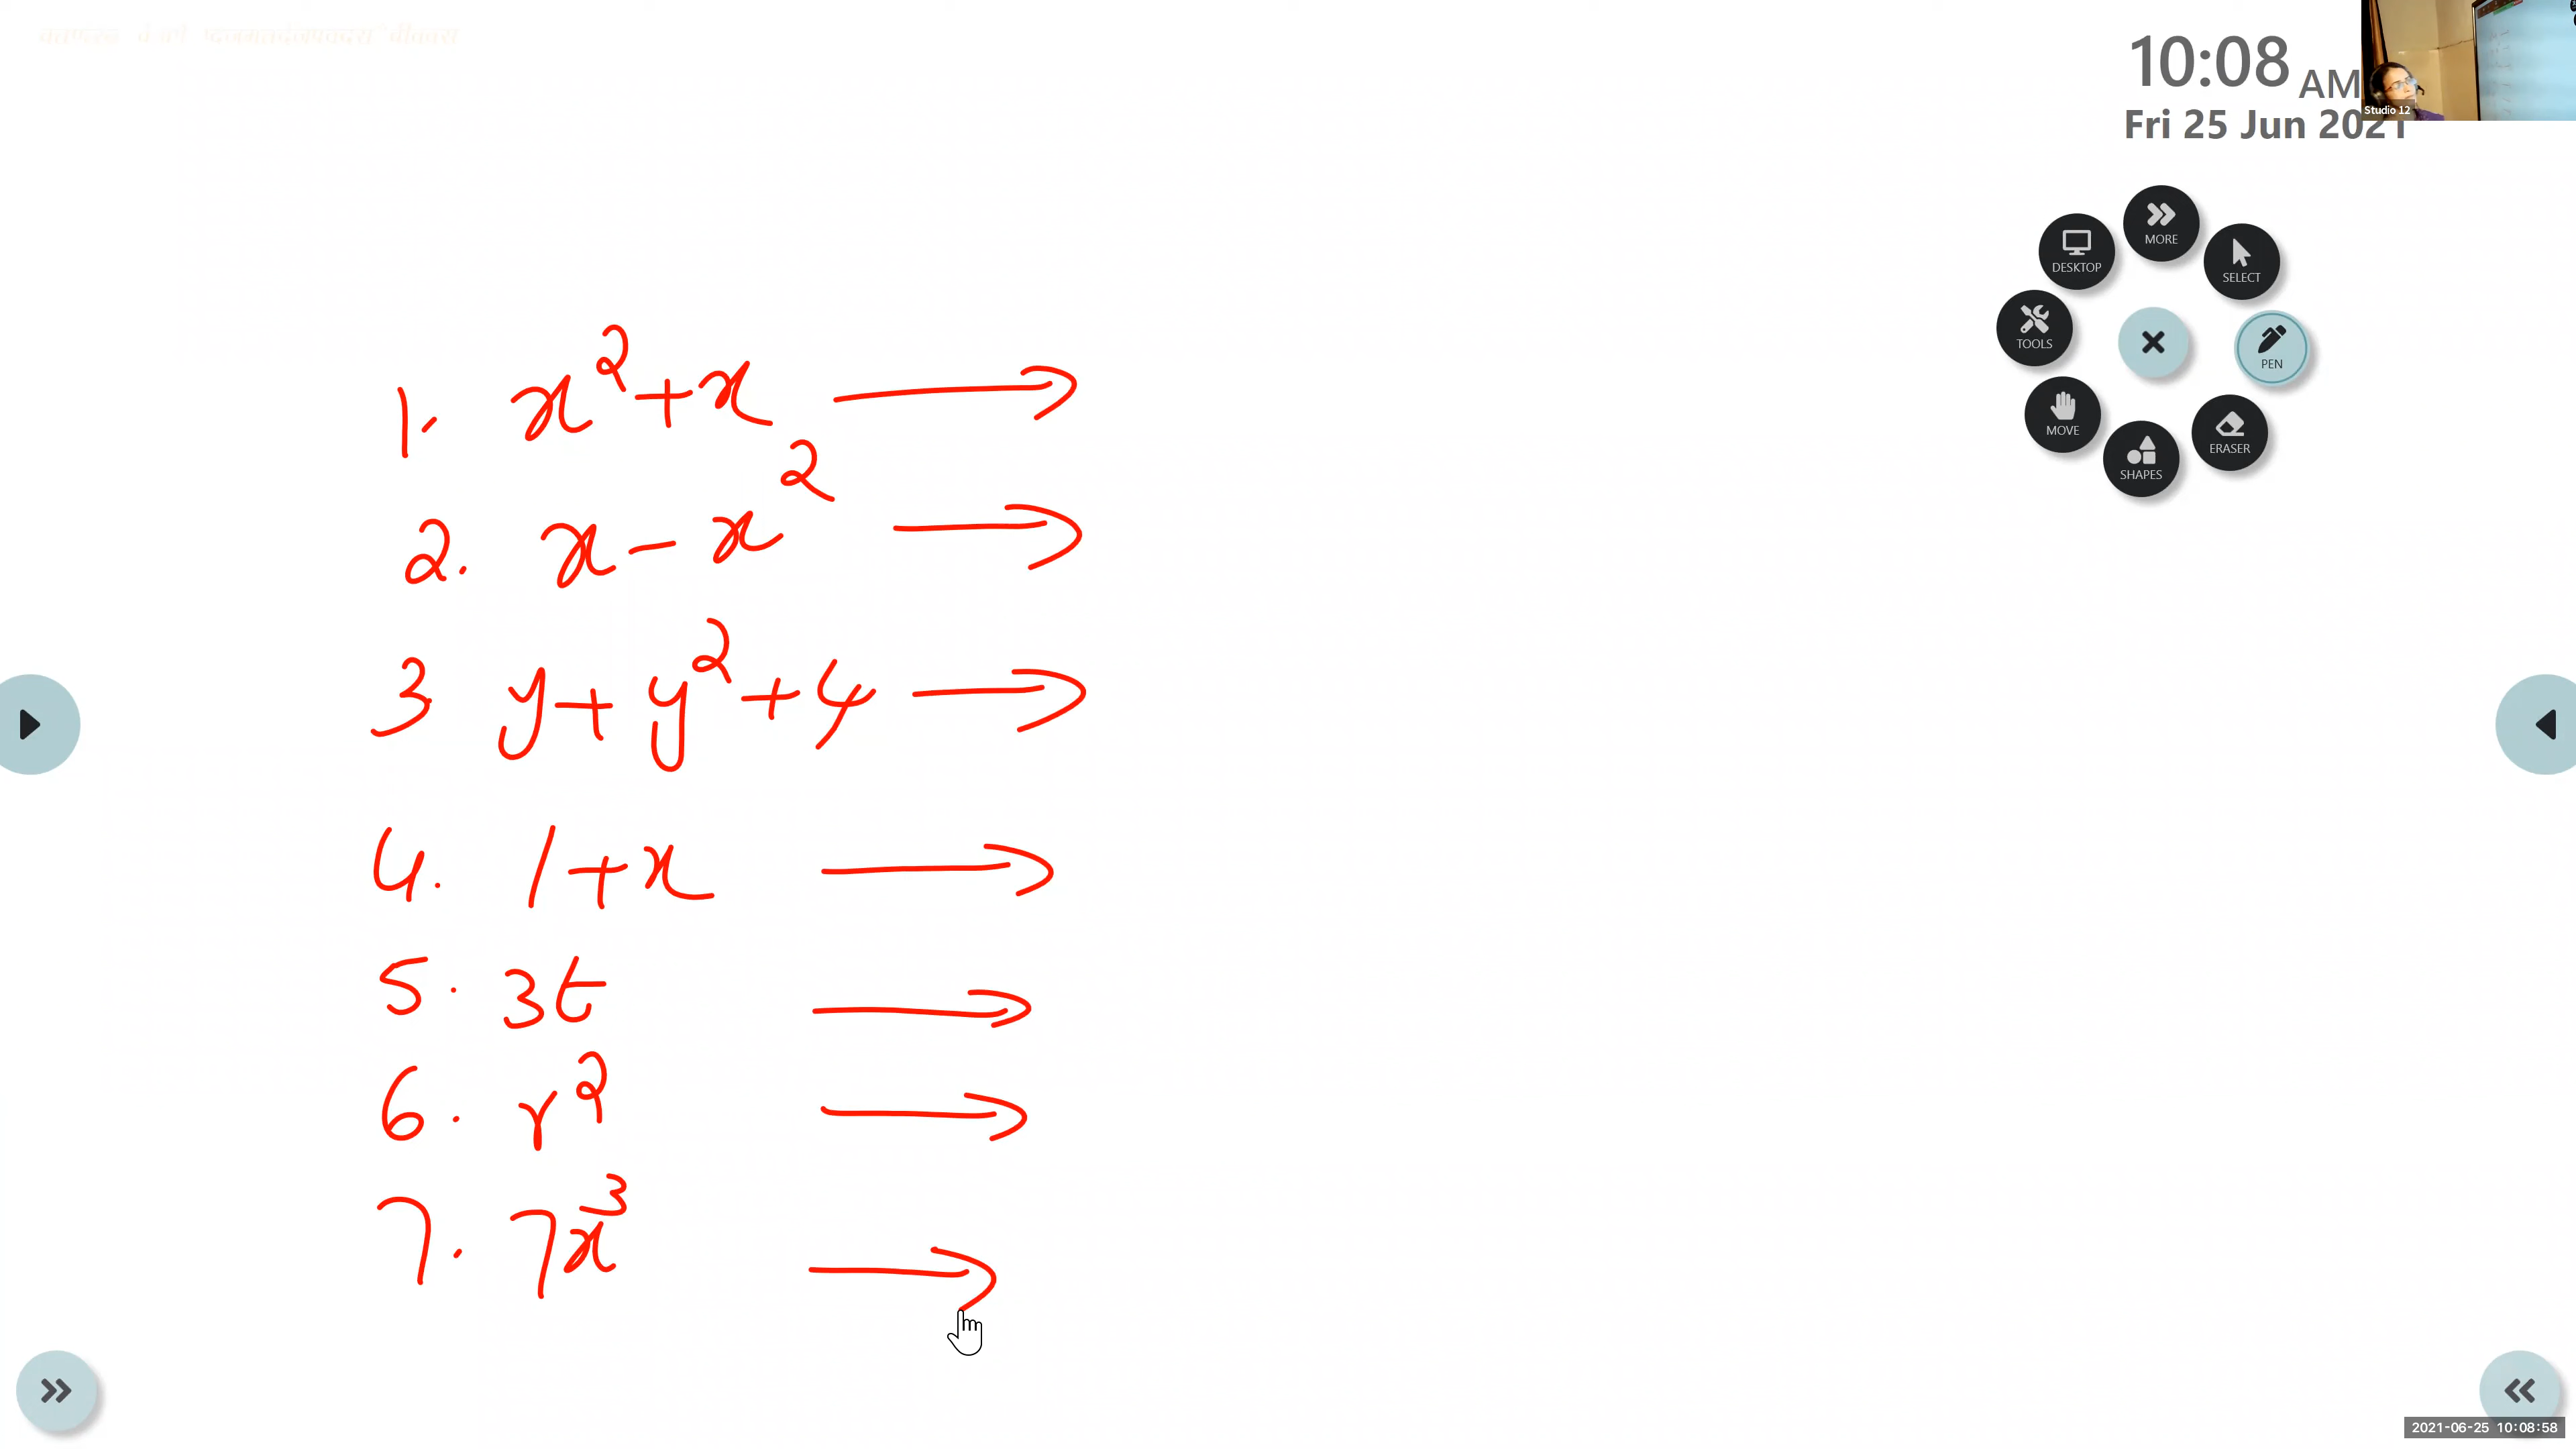 10:08 AM
Fri 25 Jun 2021
Studio 12
MORE
DESKTOP
SELECT
TOOLS
PEN
MOVE
ERASER
SHAPES
1. x²+x →
2. x - x² →
3 y + y² + 4 →
4. 1+x →
5. 3t →
6. r² →
7. 7x³ →
2021-06-25 10:08:58